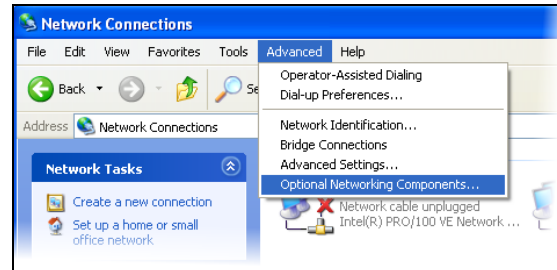 Network Connections
File Edit View Favorites Tools Advanced Help
Back
Operator-Assisted Dialing
Dial-up Preferences...
Address Network Connections
Network Identification...
Bridge Connections
Advanced Settings...
Optional Networking Components...
Network Tasks
Create a new connection
Set up a home or small
office network
Network cable unplugged
Intel(R) PRO/100 VE Network ...